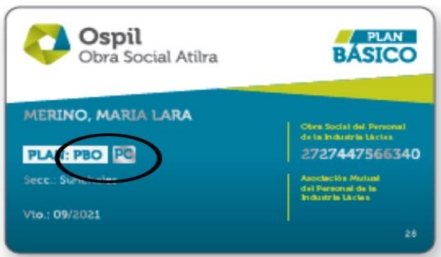 Ospil
Obra Social Atilra
PLAN
BÁSICO
MERINO, MARIA LARA
PLAN: PBO PC
Secc.: Sunchales
Vto.: 09/2021
Obra Social del Personal
de la Industria Láctea
2727447566340
Asociación Mutual
del Personal de la
Industria Láctea
28